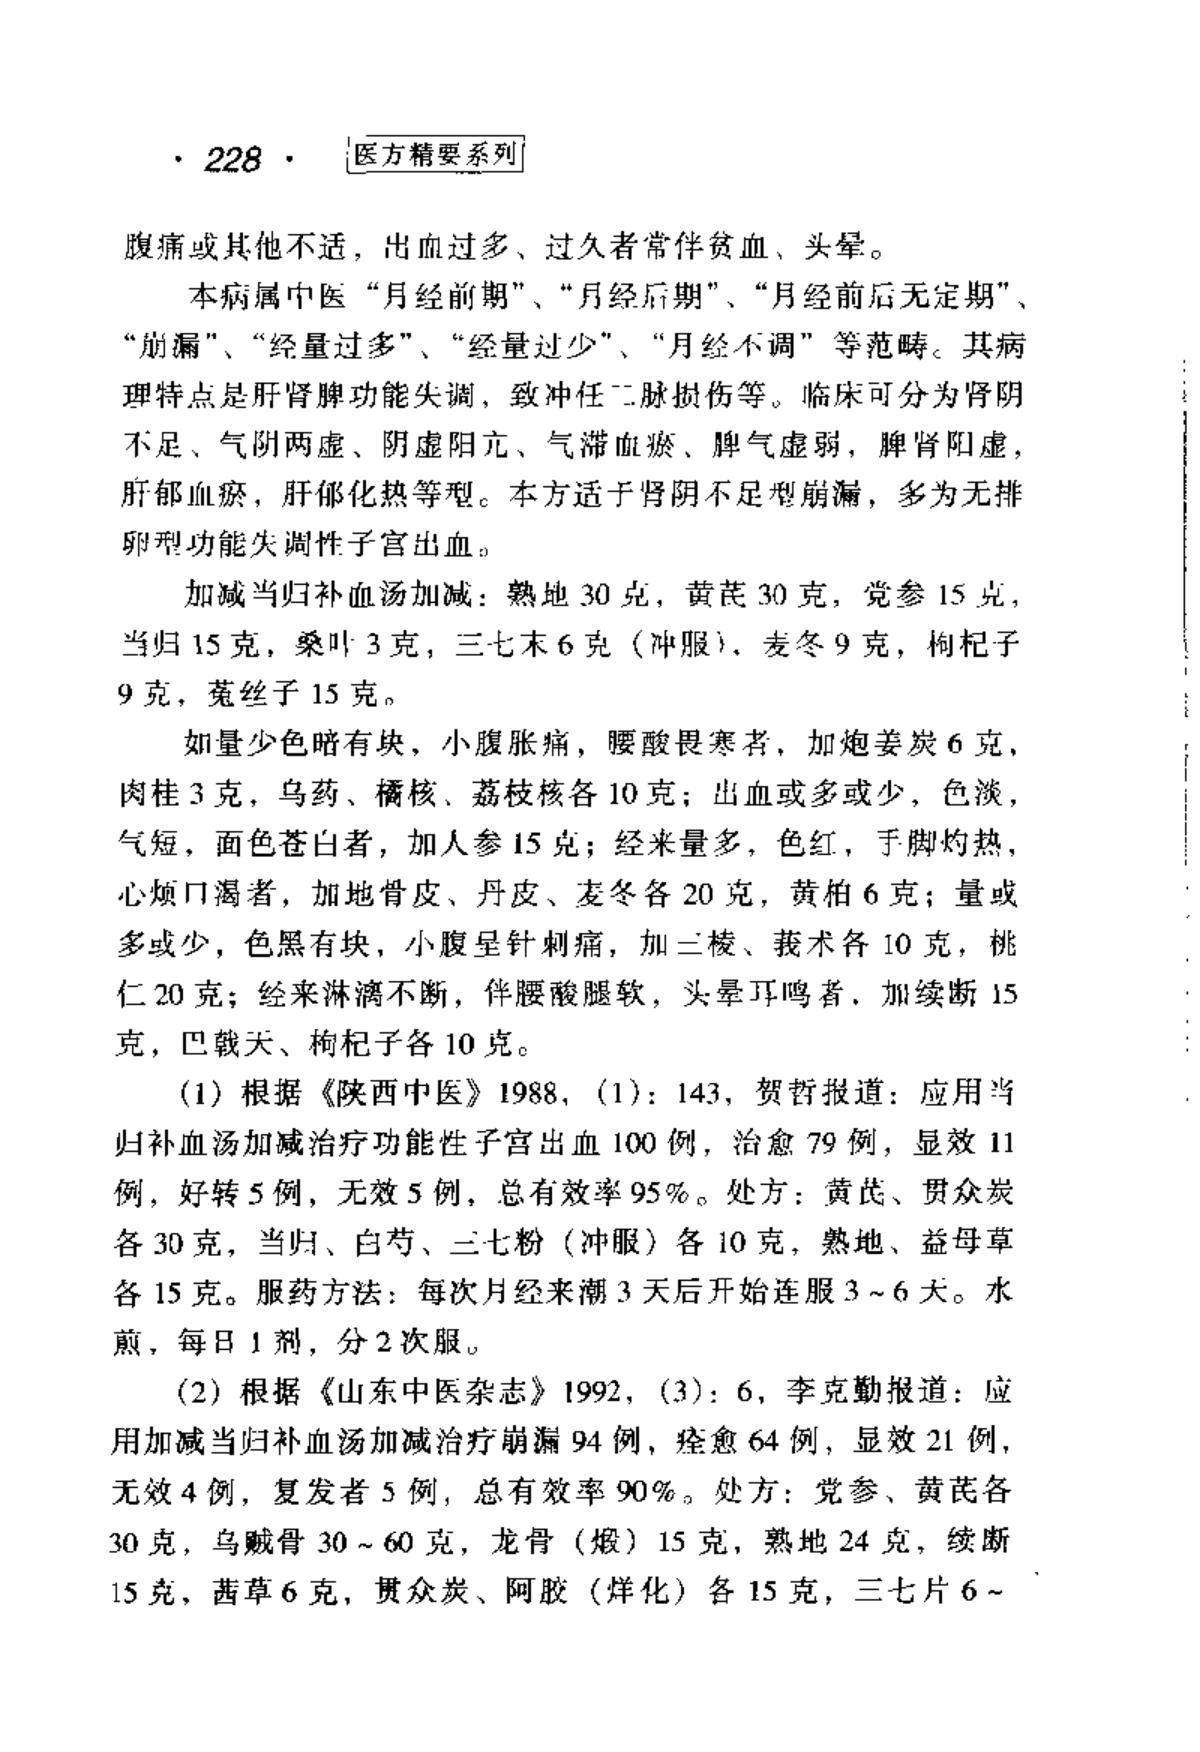 · 228 · 医方精要系列
腹痛或其他不适，出血过多、过久者常伴贫血、头晕。
本病属中医“月经前期”、“月经后期”、“月经前后无定期”、
“崩漏”、“经量过多”、“经量过少”、“月经不调”等范畴。其病
理特点是肝肾脾功能失调，致冲任二脉损伤等。临床可分为肾阴
不足、气阴两虚、阴虚阳亢、气滞血瘀、脾气虚弱，脾肾阳虚，
肝郁血瘀，肝郁化热等型。本方适于肾阴不足型崩漏，多为无排
卵型功能失调性子宫出血。
加减当归补血汤加减：熟地 30 克，黄芪 30 克，党参 15 克，
当归 15 克，桑叶 3 克，三七末 6 克（冲服）、麦冬 9 克，枸杞子
9 克，菟丝子 15 克。
如量少色暗有块，小腹胀痛，腰酸畏寒者，加炮姜炭 6 克，
肉桂 3 克，乌药、橘核、荔枝核各 10 克；出血或多或少，色淡，
气短，面色苍白者，加人参 15 克；经来量多，色红，手脚灼热，
心烦口渴者，加地骨皮、丹皮、麦冬各 20 克，黄柏 6 克；量或
多或少，色黑有块，小腹呈针刺痛，加三棱、莪术各 10 克，桃
仁 20 克；经来淋漓不断，伴腰酸腿软，头晕耳鸣者，加续断 15
克，巴戟天、枸杞子各 10 克。
（1）根据《陕西中医》1988，（1）：143，贺哲报道：应用当
归补血汤加减治疗功能性子宫出血 100 例，治愈 79 例，显效 11
例，好转 5 例，无效 5 例，总有效率 95%。处方：黄芪、贯众炭
各 30 克，当归、白芍、三七粉（冲服）各 10 克，熟地、益母草
各 15 克。服药方法：每次月经来潮 3 天后开始连服 3～6 天。水
煎，每日 1 剂，分 2 次服。
（2）根据《山东中医杂志》1992，（3）：6，李克勤报道：应
用加减当归补血汤加减治疗崩漏 94 例，痊愈 64 例，显效 21 例，
无效 4 例，复发者 5 例，总有效率 90%。处方：党参、黄芪各
30 克，乌贼骨 30～60 克，龙骨（煅）15 克，熟地 24 克，续断
15 克，茜草 6 克，贯众炭、阿胶（烊化）各 15 克，三七片 6～